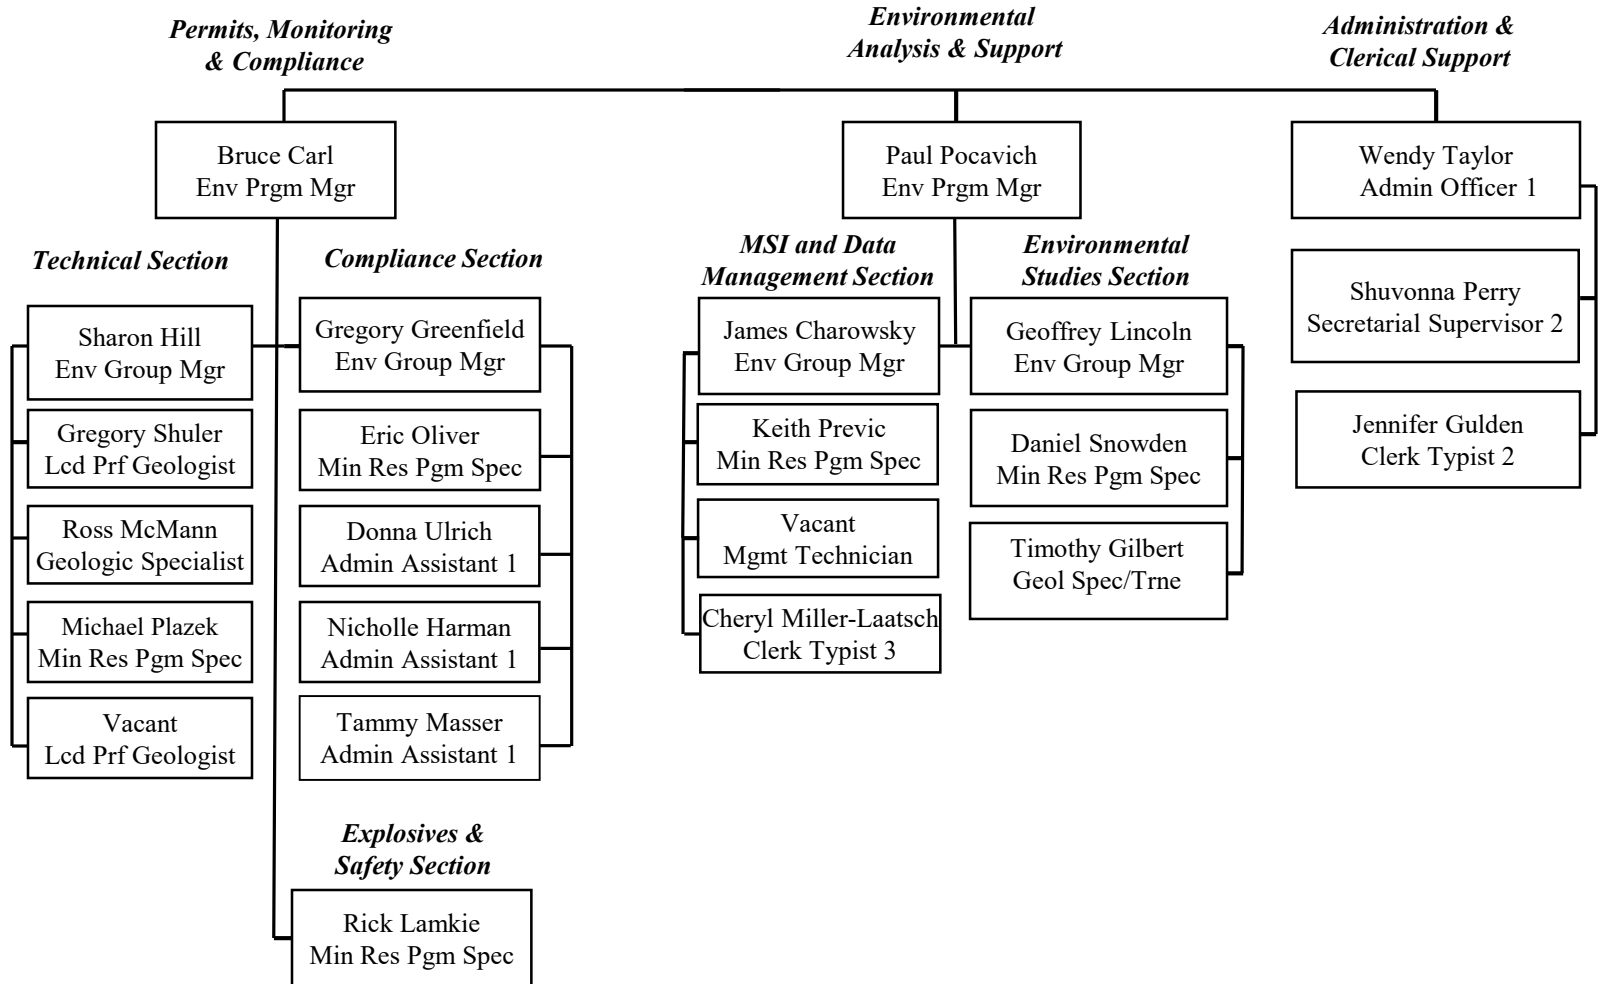 Permits, Monitoring
& Compliance
Environmental
Analysis & Support
Administration &
Clerical Support
Bruce Carl
Env Prgm Mgr
Paul Pocavich
Env Prgm Mgr
Wendy Taylor
Admin Officer 1
Technical Section
Compliance Section
MSI and Data
Management Section
Environmental
Studies Section
Shuvonna Perry
Secretarial Supervisor 2
Jennifer Gulden
Clerk Typist 2
Sharon Hill
Env Group Mgr
Gregory Shuler
Lcd Prf Geologist
Ross McMann
Geologic Specialist
Michael Plazek
Min Res Pgm Spec
Vacant
Lcd Prf Geologist
Gregory Greenfield
Env Group Mgr
Eric Oliver
Min Res Pgm Spec
Donna Ulrich
Admin Assistant 1
Nicholle Harman
Admin Assistant 1
Tammy Masser
Admin Assistant 1
Explosives &
Safety Section
Rick Lamkie
Min Res Pgm Spec
James Charowsky
Env Group Mgr
Keith Previc
Min Res Pgm Spec
Vacant
Mgmt Technician
Cheryl Miller-Laatsch
Clerk Typist 3
Geoffrey Lincoln
Env Group Mgr
Daniel Snowden
Min Res Pgm Spec
Timothy Gilbert
Geol Spec/Trne